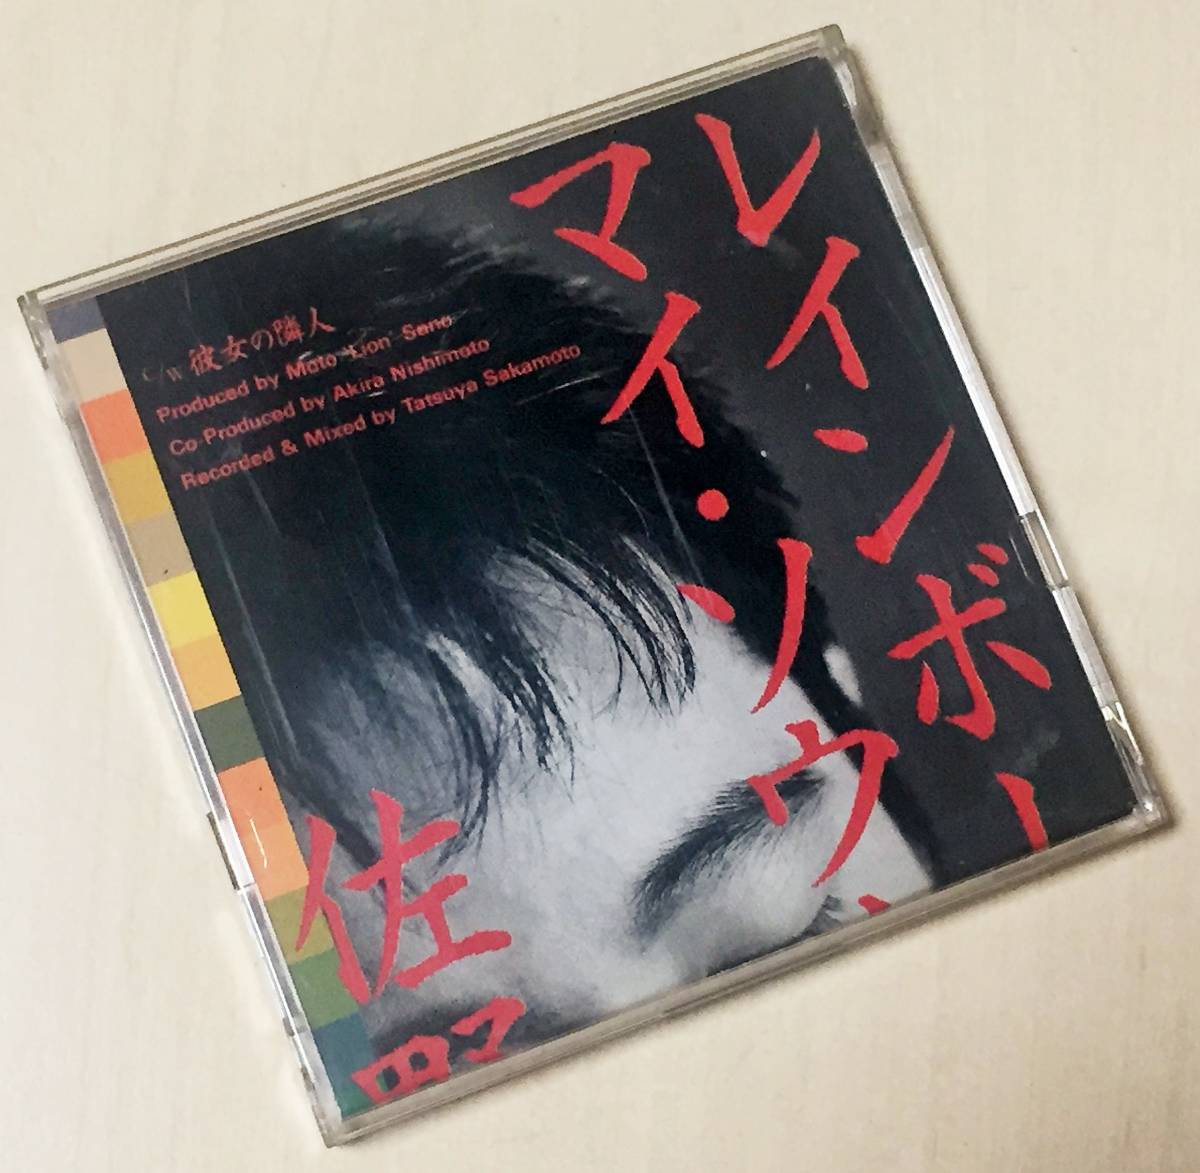 レインボー
マイ・ソウ
c/w 彼女の隣人
Produced by Moto "Lion" Sano
Co-Produced by Akira Nishimoto
Recorded & Mixed by Tatsuya Sakamoto
佐